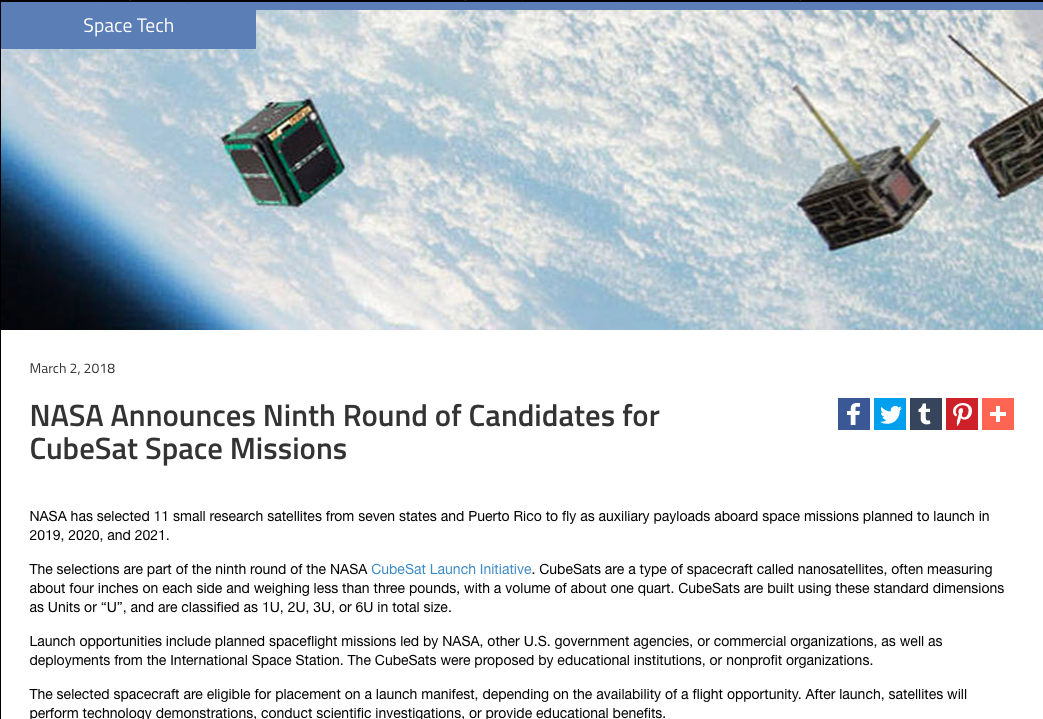 Space Tech
March 2, 2018
NASA Announces Ninth Round of Candidates for
CubeSat Space Missions
NASA has selected 11 small research satellites from seven states and Puerto Rico to fly as auxiliary payloads aboard space missions planned to launch in
2019, 2020, and 2021.
The selections are part of the ninth round of the NASA CubeSat Launch Initiative. CubeSats are a type of spacecraft called nanosatellites, often measuring
about four inches on each side and weighing less than three pounds, with a volume of about one quart. CubeSats are built using these standard dimensions
as Units or “U”, and are classified as 1U, 2U, 3U, or 6U in total size.
Launch opportunities include planned spaceflight missions led by NASA, other U.S. government agencies, or commercial organizations, as well as
deployments from the International Space Station. The CubeSats were proposed by educational institutions, or nonprofit organizations.
The selected spacecraft are eligible for placement on a launch manifest, depending on the availability of a flight opportunity. After launch, satellites will
perform technology demonstrations, conduct scientific investigations, or provide educational benefits.